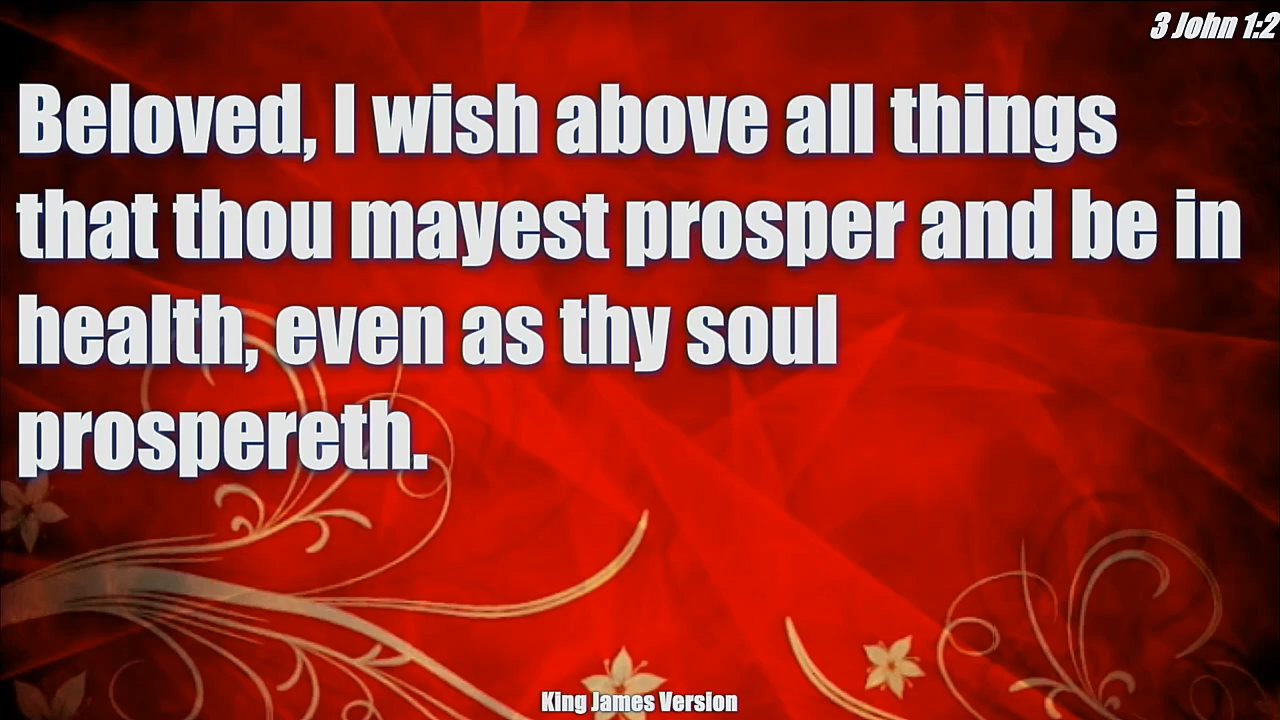 3 John 1:2
Beloved, I wish above all things
that thou mayest prosper and be in
health, even as thy soul
prospereth.
King James Version